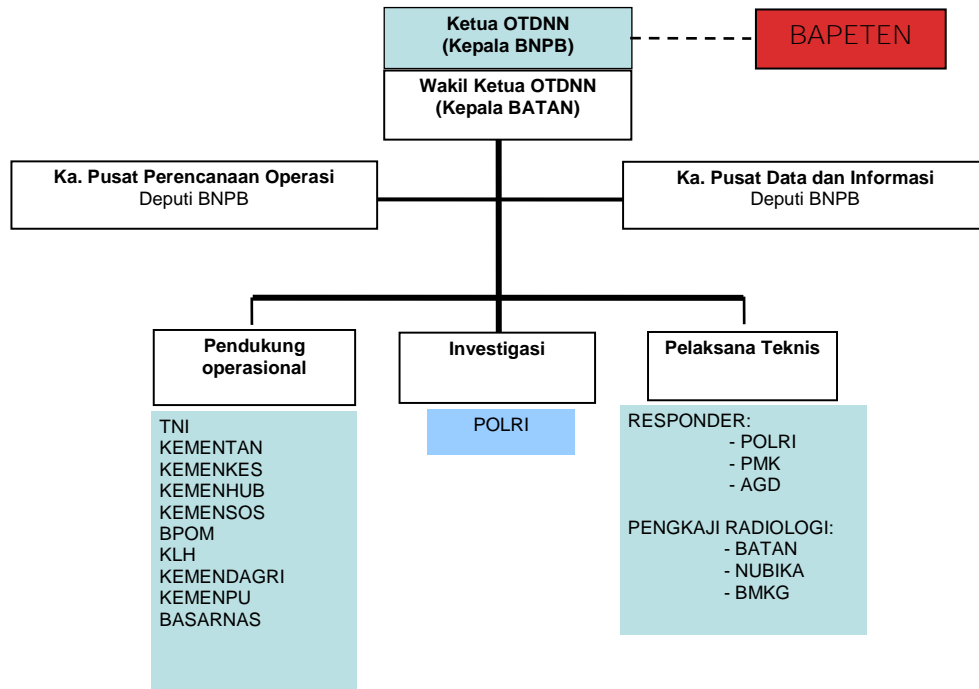 Ketua OTDNN
(Kepala BNPB)
BAPETEN
Wakil Ketua OTDNN
(Kepala BATAN)
Ka. Pusat Perencanaan Operasi
Deputi BNPB
Ka. Pusat Data dan Informasi
Deputi BNPB
Pendukung
operasional
TNI
KEMENTAN
KEMENKES
KEMENHUB
KEMENSOS
BPOM
KLH
KEMENDAGRI
KEMENPU
BASARNAS
Investigasi
POLRI
Pelaksana Teknis
RESPONDER:
- POLRI
- PMK
- AGD
PENGKAJI RADIOLOGI:
- BATAN
- NUBIKA
- BMKG